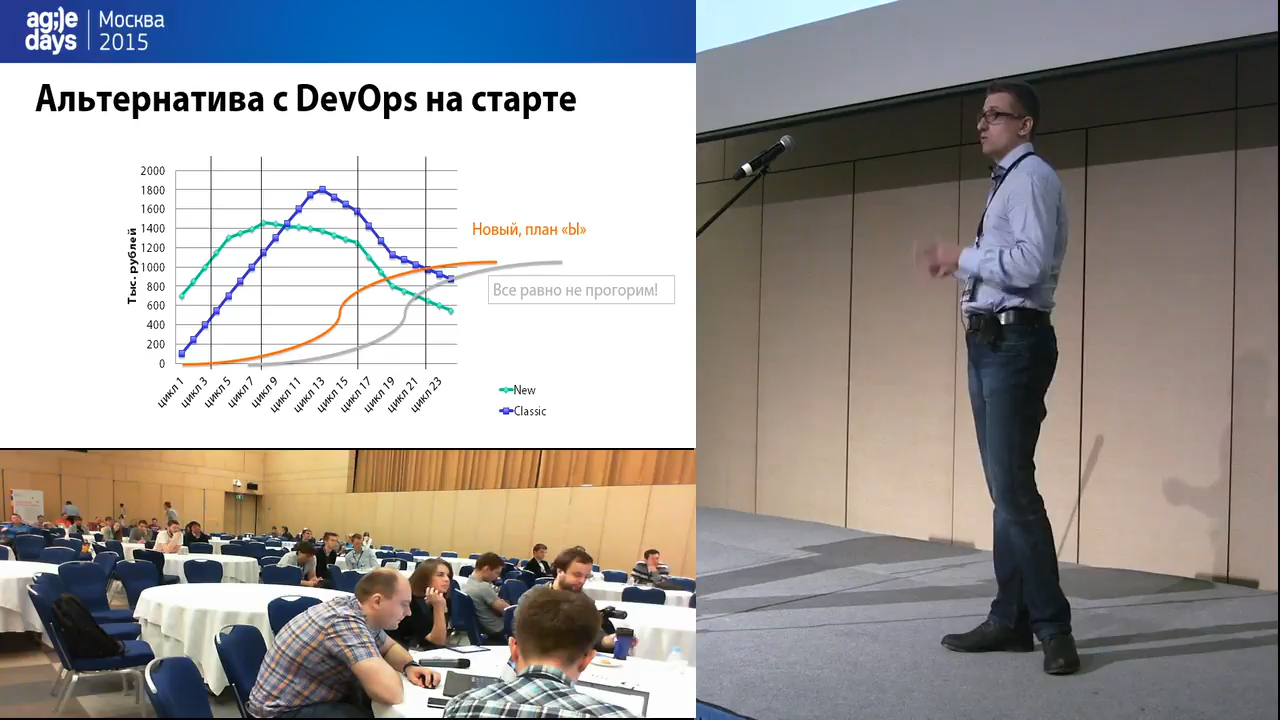 ag;)e
days
Москва
2015
Альтернатива с DevOps на старте
2000
1800
1600
1400
1200
1000
800
600
400
200
0
Тыс. рублей
цикл 1
цикл 3
цикл 5
цикл 7
цикл 9
цикл 11
цикл 13
цикл 15
цикл 17
цикл 19
цикл 21
цикл 23
Новый, план «Ы»
Все равно не прогорим!
New
Classic